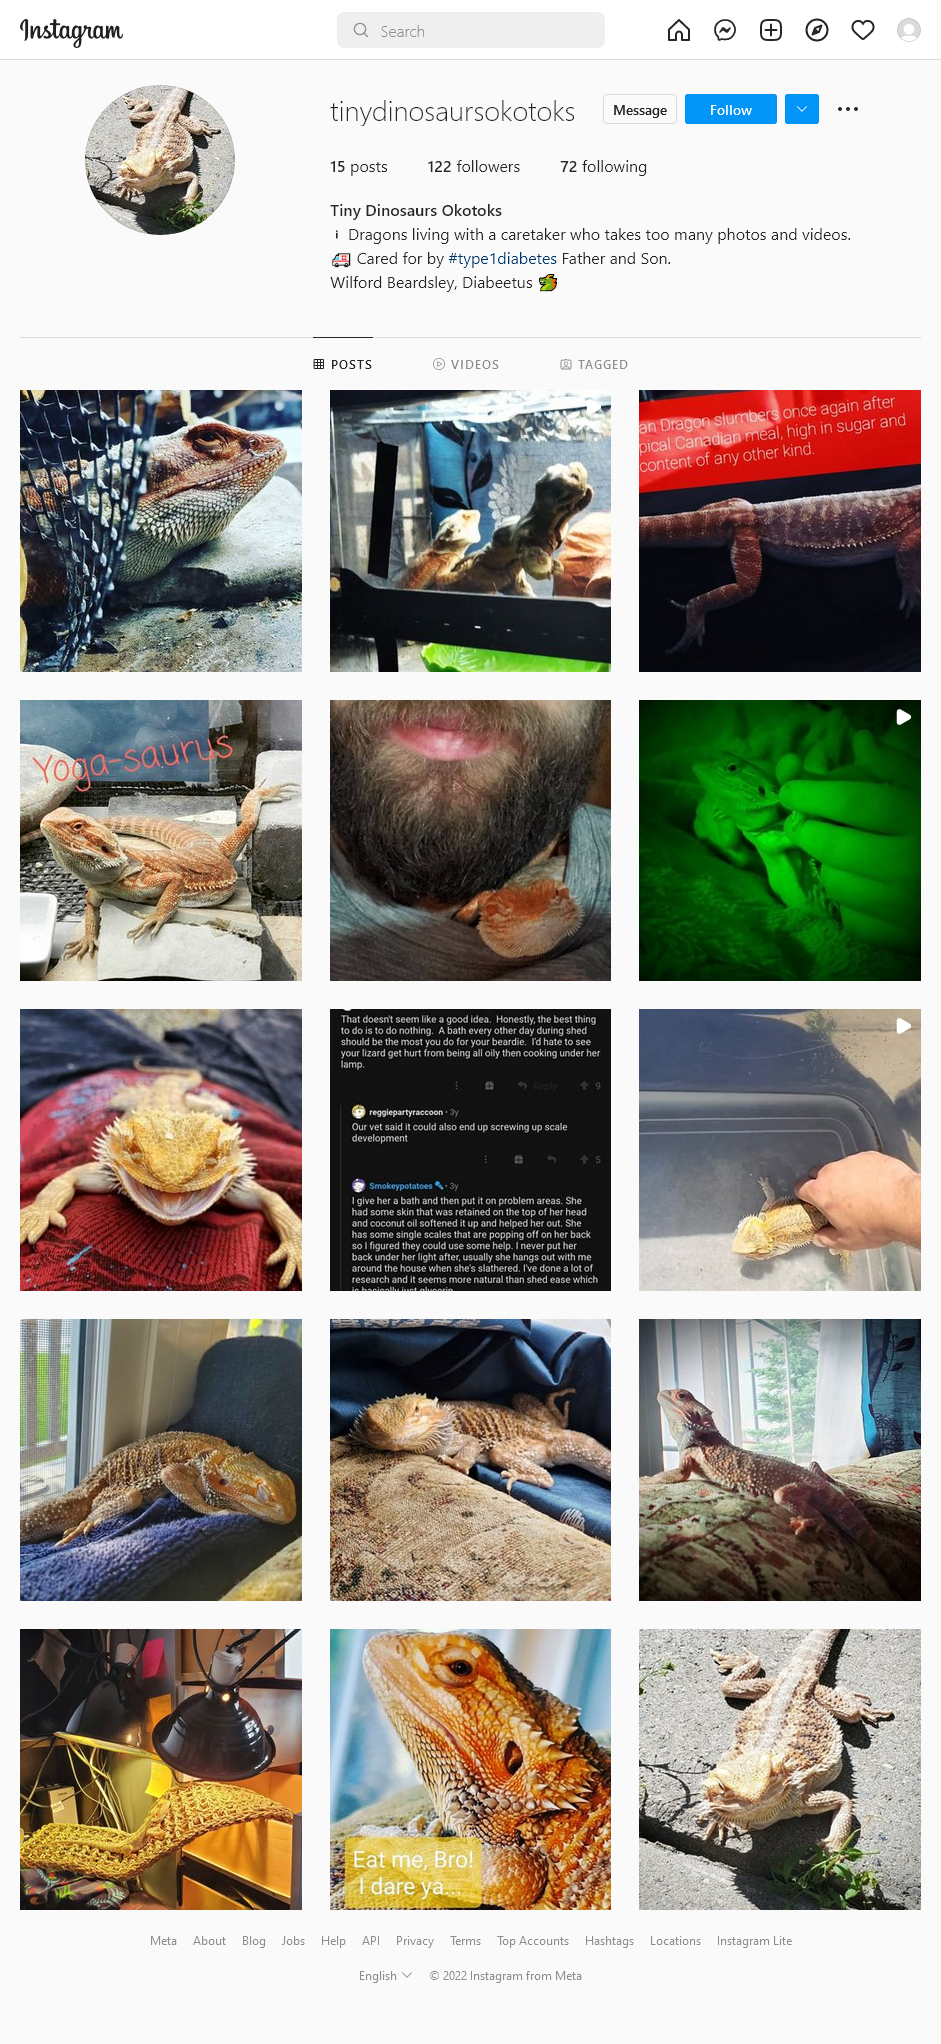 Instagram
Search
tinydinosaursokotoks
Message
Follow
15 posts 122 followers 72 following
Tiny Dinosaurs Okotoks
Dragons living with a caretaker who takes too many photos and videos.
🚑 Cared for by #type1diabetes Father and Son.
Wilford Beardsley, Diabeetus 🐲
POSTS
VIDEOS
TAGGED
an Dragon slumbers once again after
pical Canadian meal, high in sugar and
content of any other kind.
Yoga-saurus
That doesn't seem like a good idea. Honestly, the best thing
to do is to do nothing. A bath every other day during shed
should be the most you do for your beardie. I'd hate to see
your lizard get hurt from being all oily then cooking under her
lamp.
Reply 9
reggiepartyraccoon · 3y
Our vet said it could also end up screwing up scale
development
5
Smokeypotatoes · 3y
I give her a bath and then put it on problem areas. She
had some skin that was retained on the top of her head
and coconut oil softened it up and helped her out. She
has some single scales that are popping off on her back
so I figured they could use some help. I never put her
back under her light after, usually she hangs out with me
around the house when she's slathered. I've done a lot of
research and it seems more natural than shed ease which
is basically just glycerin
Eat me, Bro!
I dare ya...
Meta About Blog Jobs Help API Privacy Terms Top Accounts Hashtags Locations Instagram Lite
English © 2022 Instagram from Meta